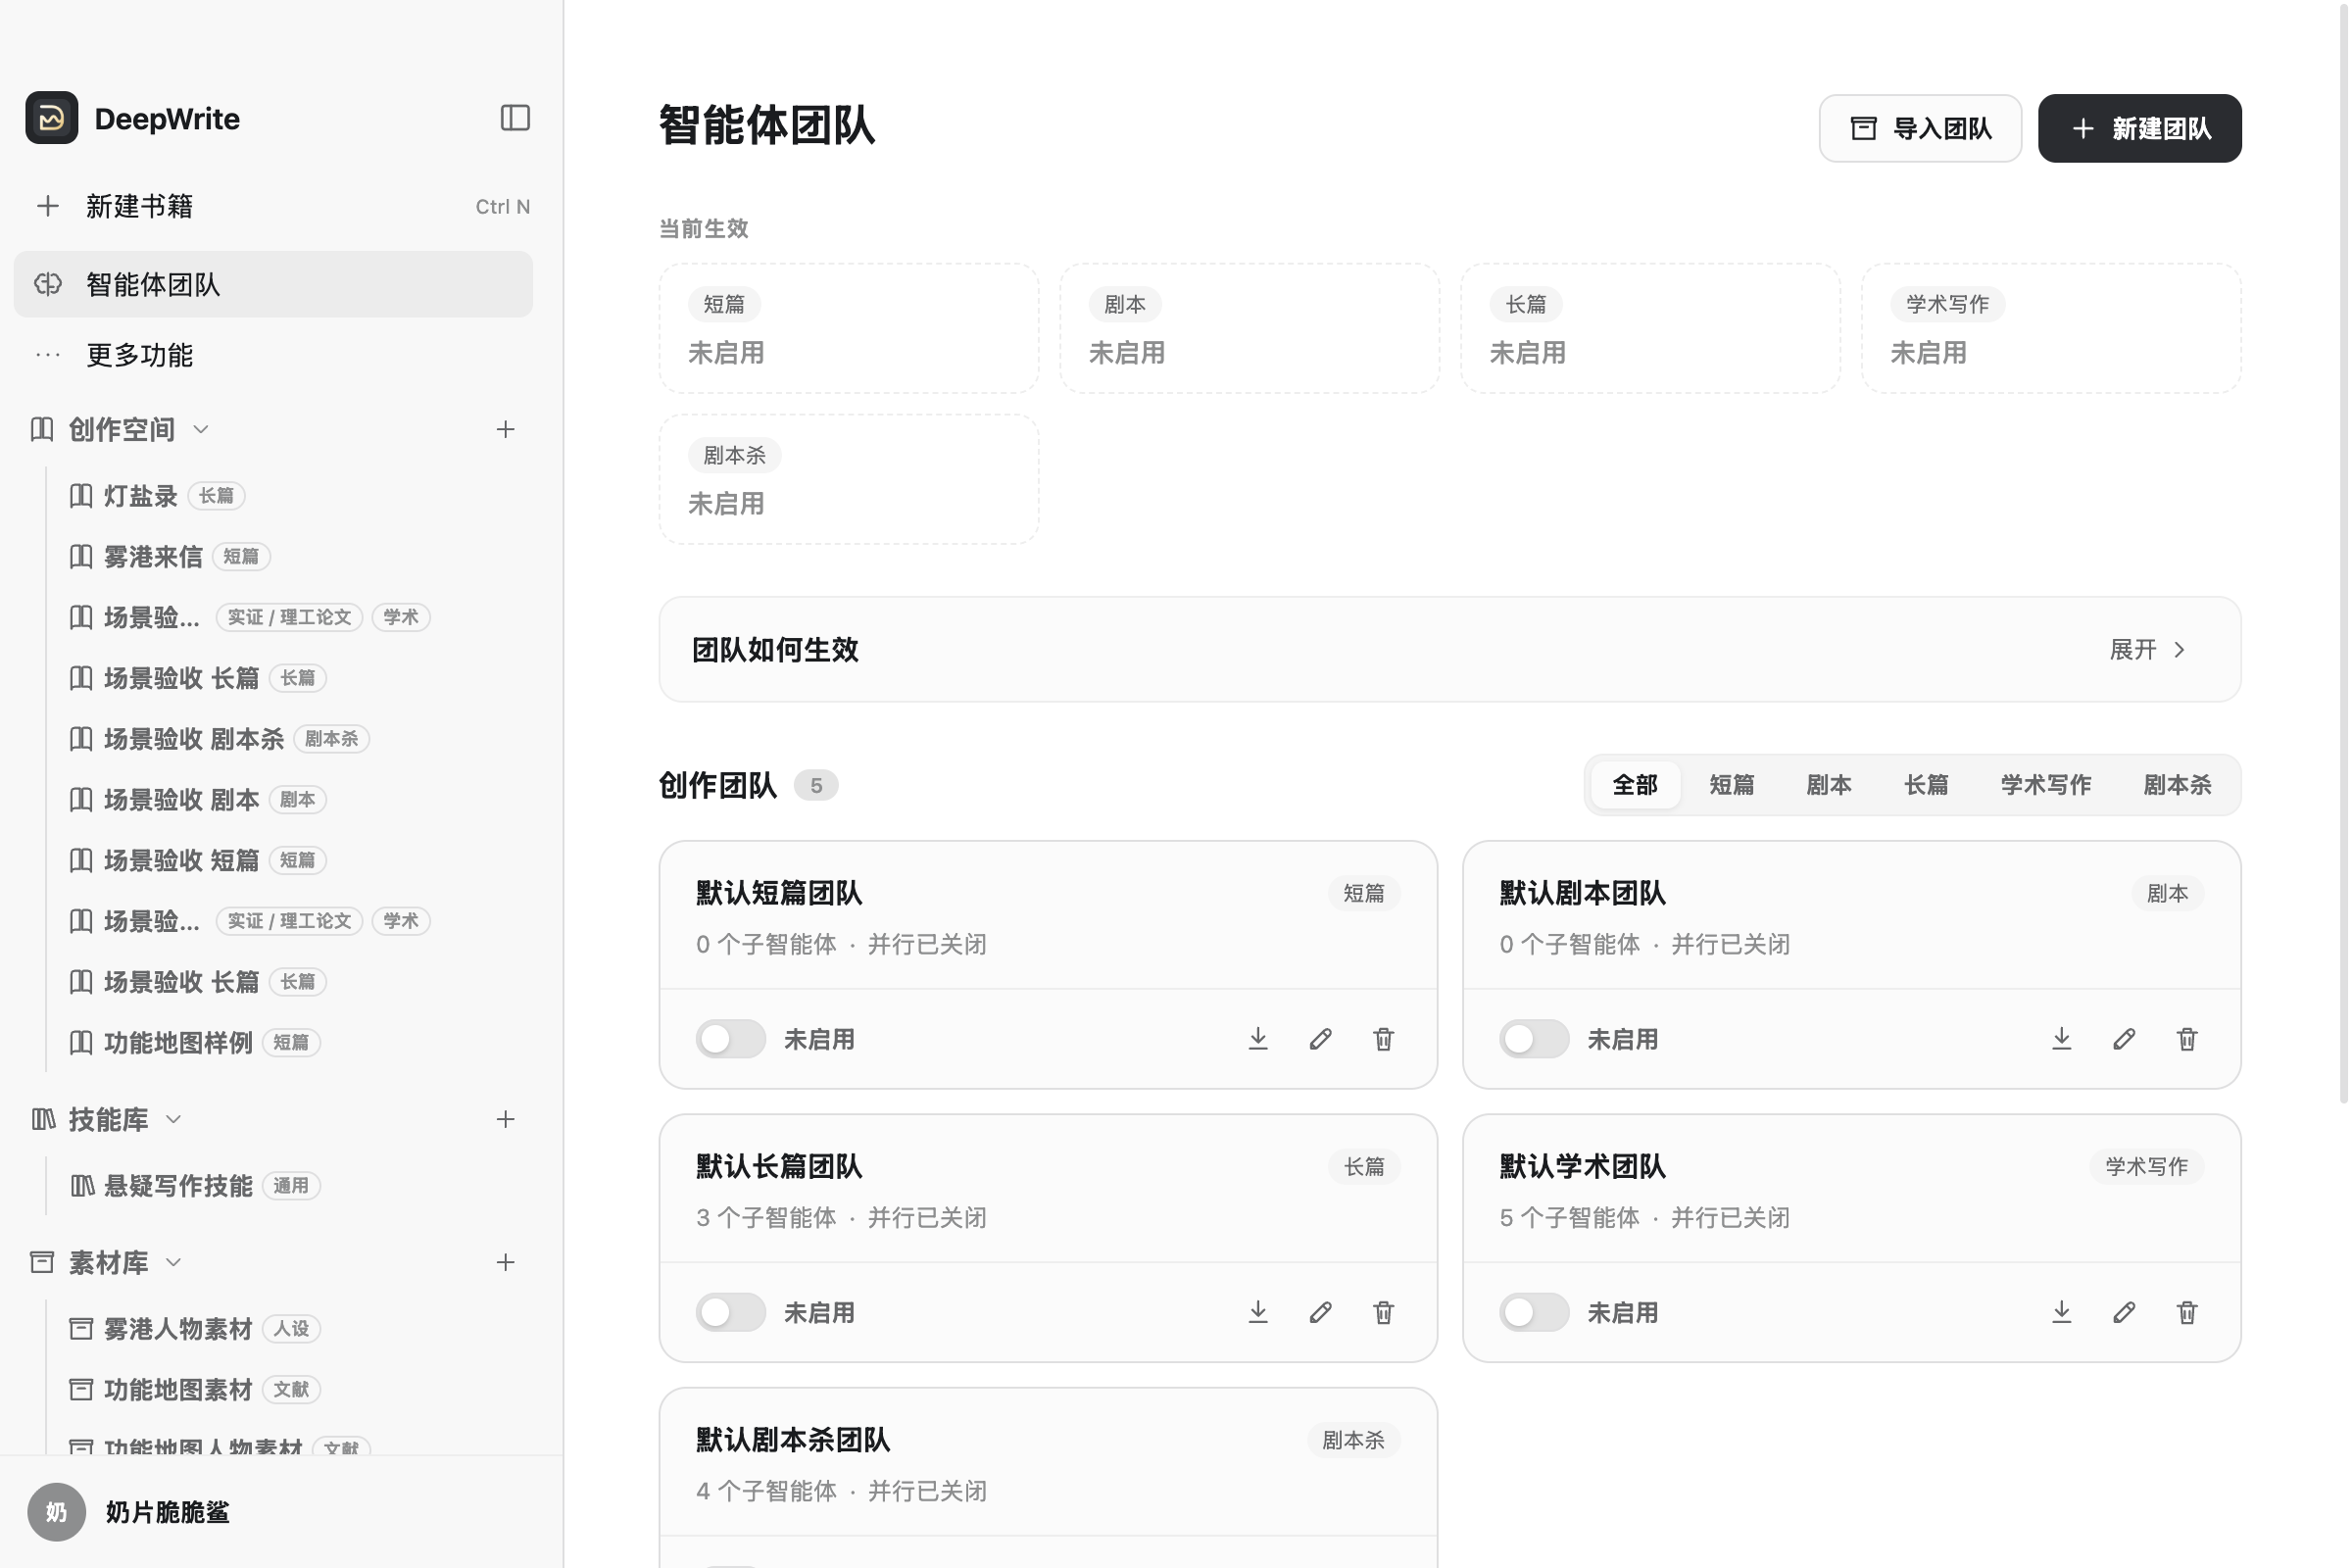 DeepWrite
新建书籍 Ctrl N
智能体团队
更多功能
创作空间
灯盐录 长篇
雾港来信 短篇
场景验... 实证 / 理工论文 学术
场景验收 长篇 长篇
场景验收 剧本杀 剧本杀
场景验收 剧本 剧本
场景验收 短篇 短篇
场景验... 实证 / 理工论文 学术
场景验收 长篇 长篇
功能地图样例 短篇
技能库
悬疑写作技能 通用
素材库
雾港人物素材 人设
功能地图素材 文献
功能地图人物素材 文献
奶 奶片脆脆鲨
智能体团队
导入团队 新建团队
当前生效
短篇 剧本 长篇 学术写作
未启用 未启用 未启用 未启用
剧本杀
未启用
团队如何生效 展开
创作团队 5 全部 短篇 剧本 长篇 学术写作 剧本杀
默认短篇团队 短篇
0 个子智能体 · 并行已关闭
未启用
默认剧本团队 剧本
0 个子智能体 · 并行已关闭
未启用
默认长篇团队 长篇
3 个子智能体 · 并行已关闭
未启用
默认学术团队 学术写作
5 个子智能体 · 并行已关闭
未启用
默认剧本杀团队 剧本杀
4 个子智能体 · 并行已关闭